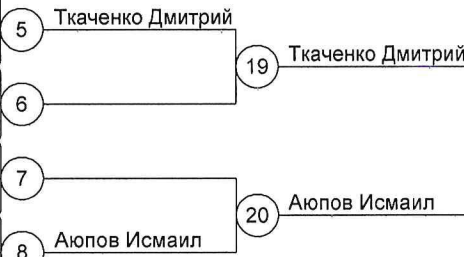 5 Ткаченко Дмитрий
19 Ткаченко Дмитрий
6
7
20 Аюпов Исмаил
8 Аюпов Исмаил